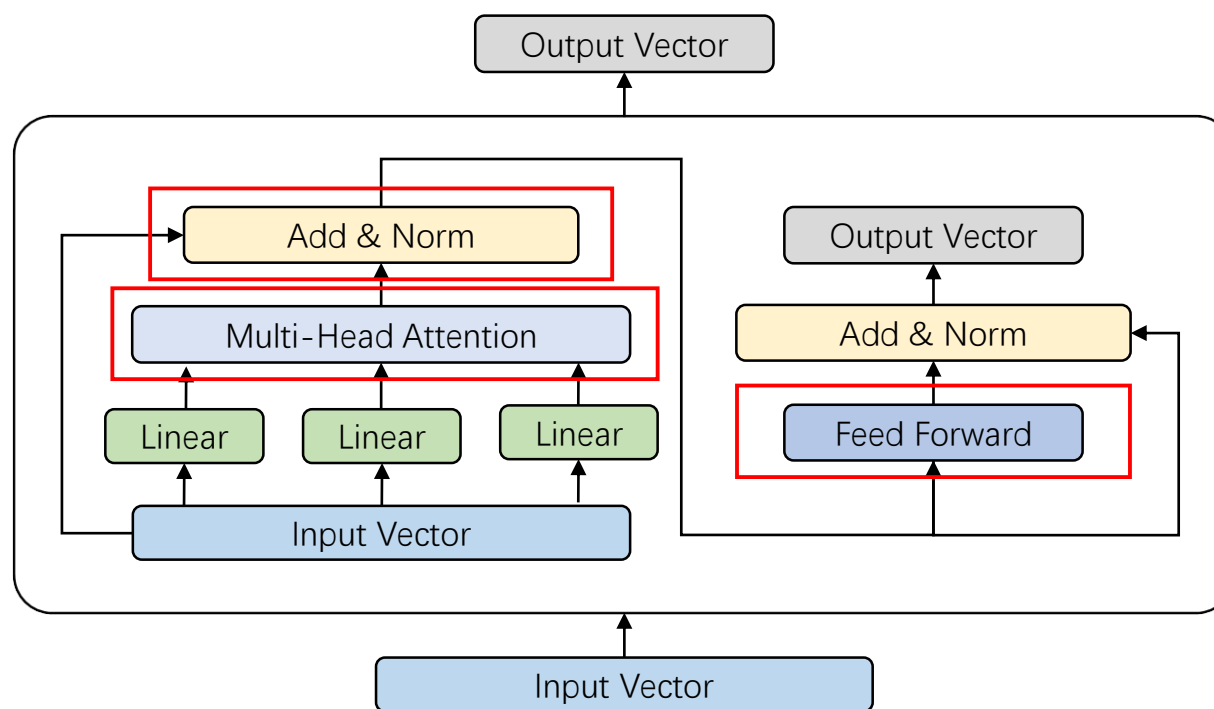 Output Vector
Add & Norm
Multi-Head Attention
Linear
Linear
Linear
Input Vector
Output Vector
Add & Norm
Feed Forward
Input Vector